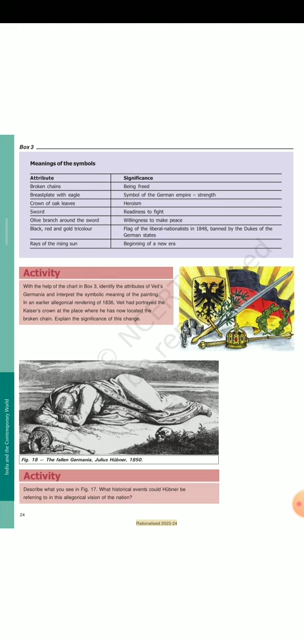 Box 3
Meanings of the symbols
Attribute Significance
Broken chains Being freed
Breastplate with eagle Symbol of the German empire – strength
Crown of oak leaves Heroism
Sword Readiness to fight
Olive branch around the sword Willingness to make peace
Black, red and gold tricolour Flag of the liberal-nationalists in 1848, banned by the Dukes of the
German states
Rays of the rising sun Beginning of a new era
Activity
With the help of the chart in Box 3, identify the attributes of Veit's
Germania and interpret the symbolic meaning of the painting.
In an earlier allegorical rendering of 1836, Veit had portrayed the
Kaiser's crown at the place where he has now located the
broken chain. Explain the significance of this change.
Fig. 18 – The fallen Germania, Julius Hübner, 1850.
Activity
Describe what you see in Fig. 17. What historical events could Hübner be
referring to in this allegorical vision of the nation?
India and the Contemporary World
24
Rationalised 2023-24